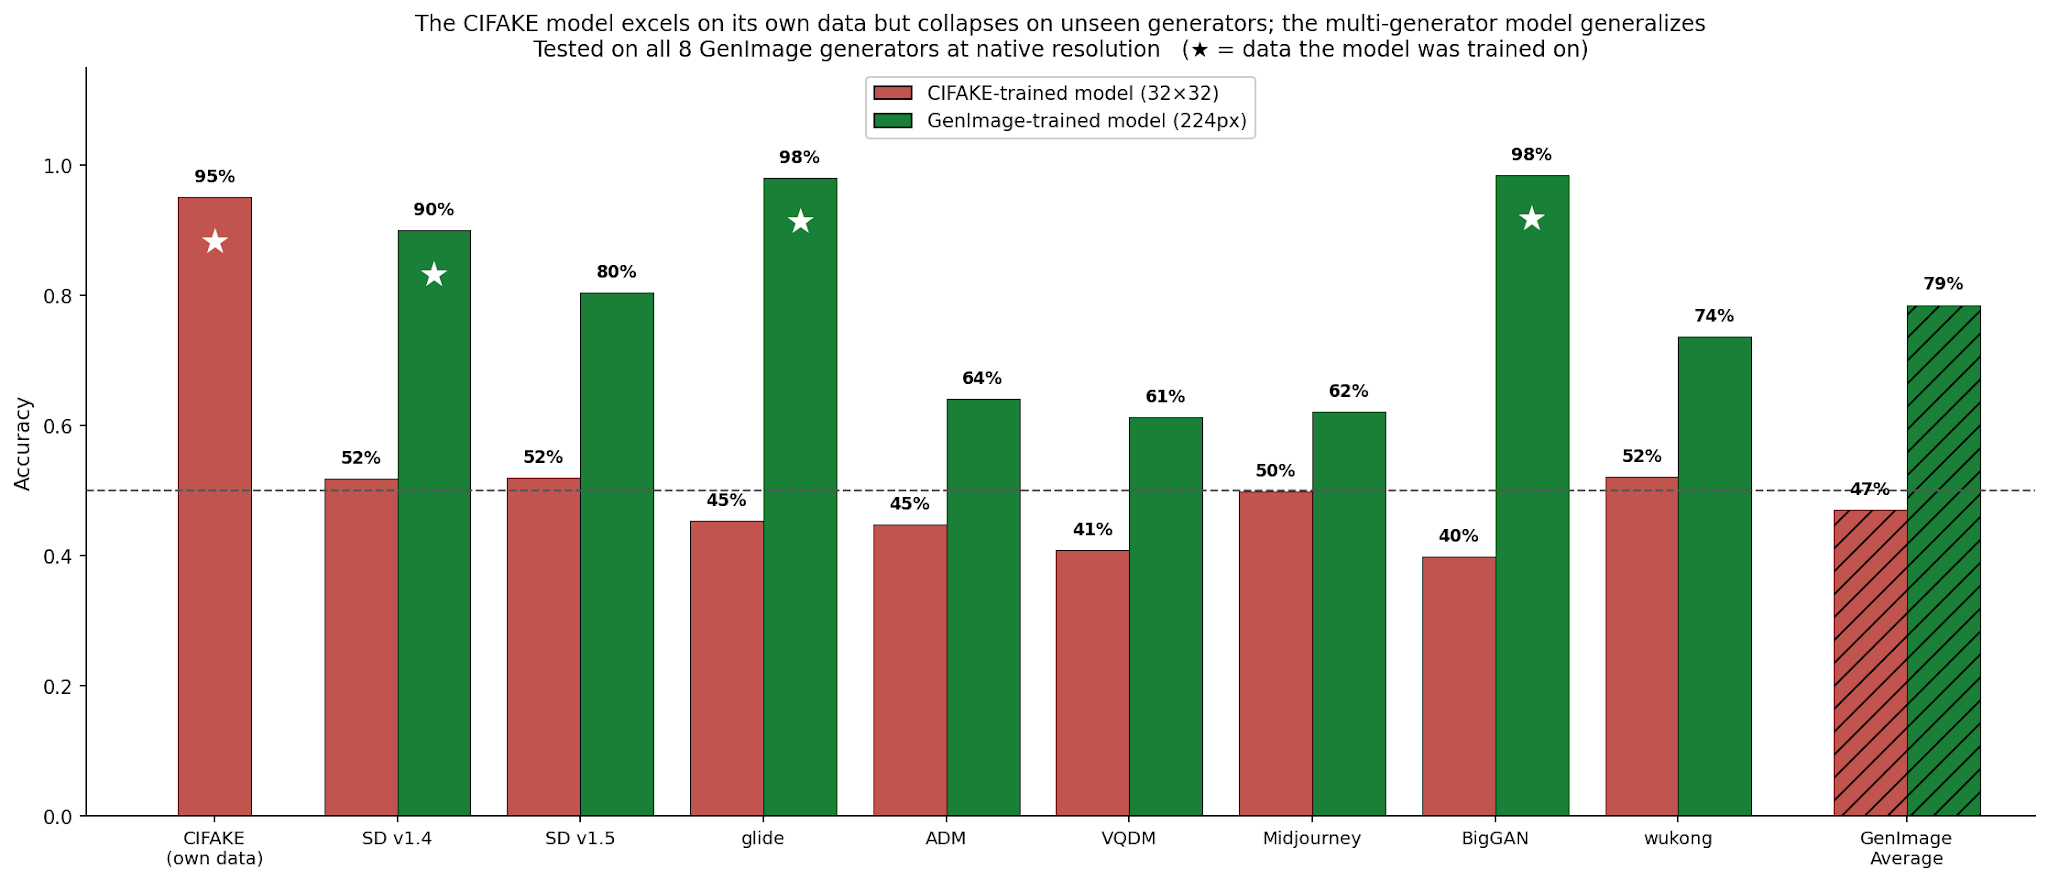 The CIFAKE model excels on its own data but collapses on unseen generators; the multi-generator model generalizes
Tested on all 8 GenImage generators at native resolution   (★ = data the model was trained on)
CIFAKE-trained model (32×32)
GenImage-trained model (224px)
Accuracy
1.0
0.8
0.6
0.4
0.2
0.0
95%
52%
90%
52%
80%
45%
98%
45%
64%
41%
61%
50%
62%
40%
98%
52%
74%
47%
79%
CIFAKE
(own data)
SD v1.4
SD v1.5
glide
ADM
VQDM
Midjourney
BigGAN
wukong
GenImage
Average